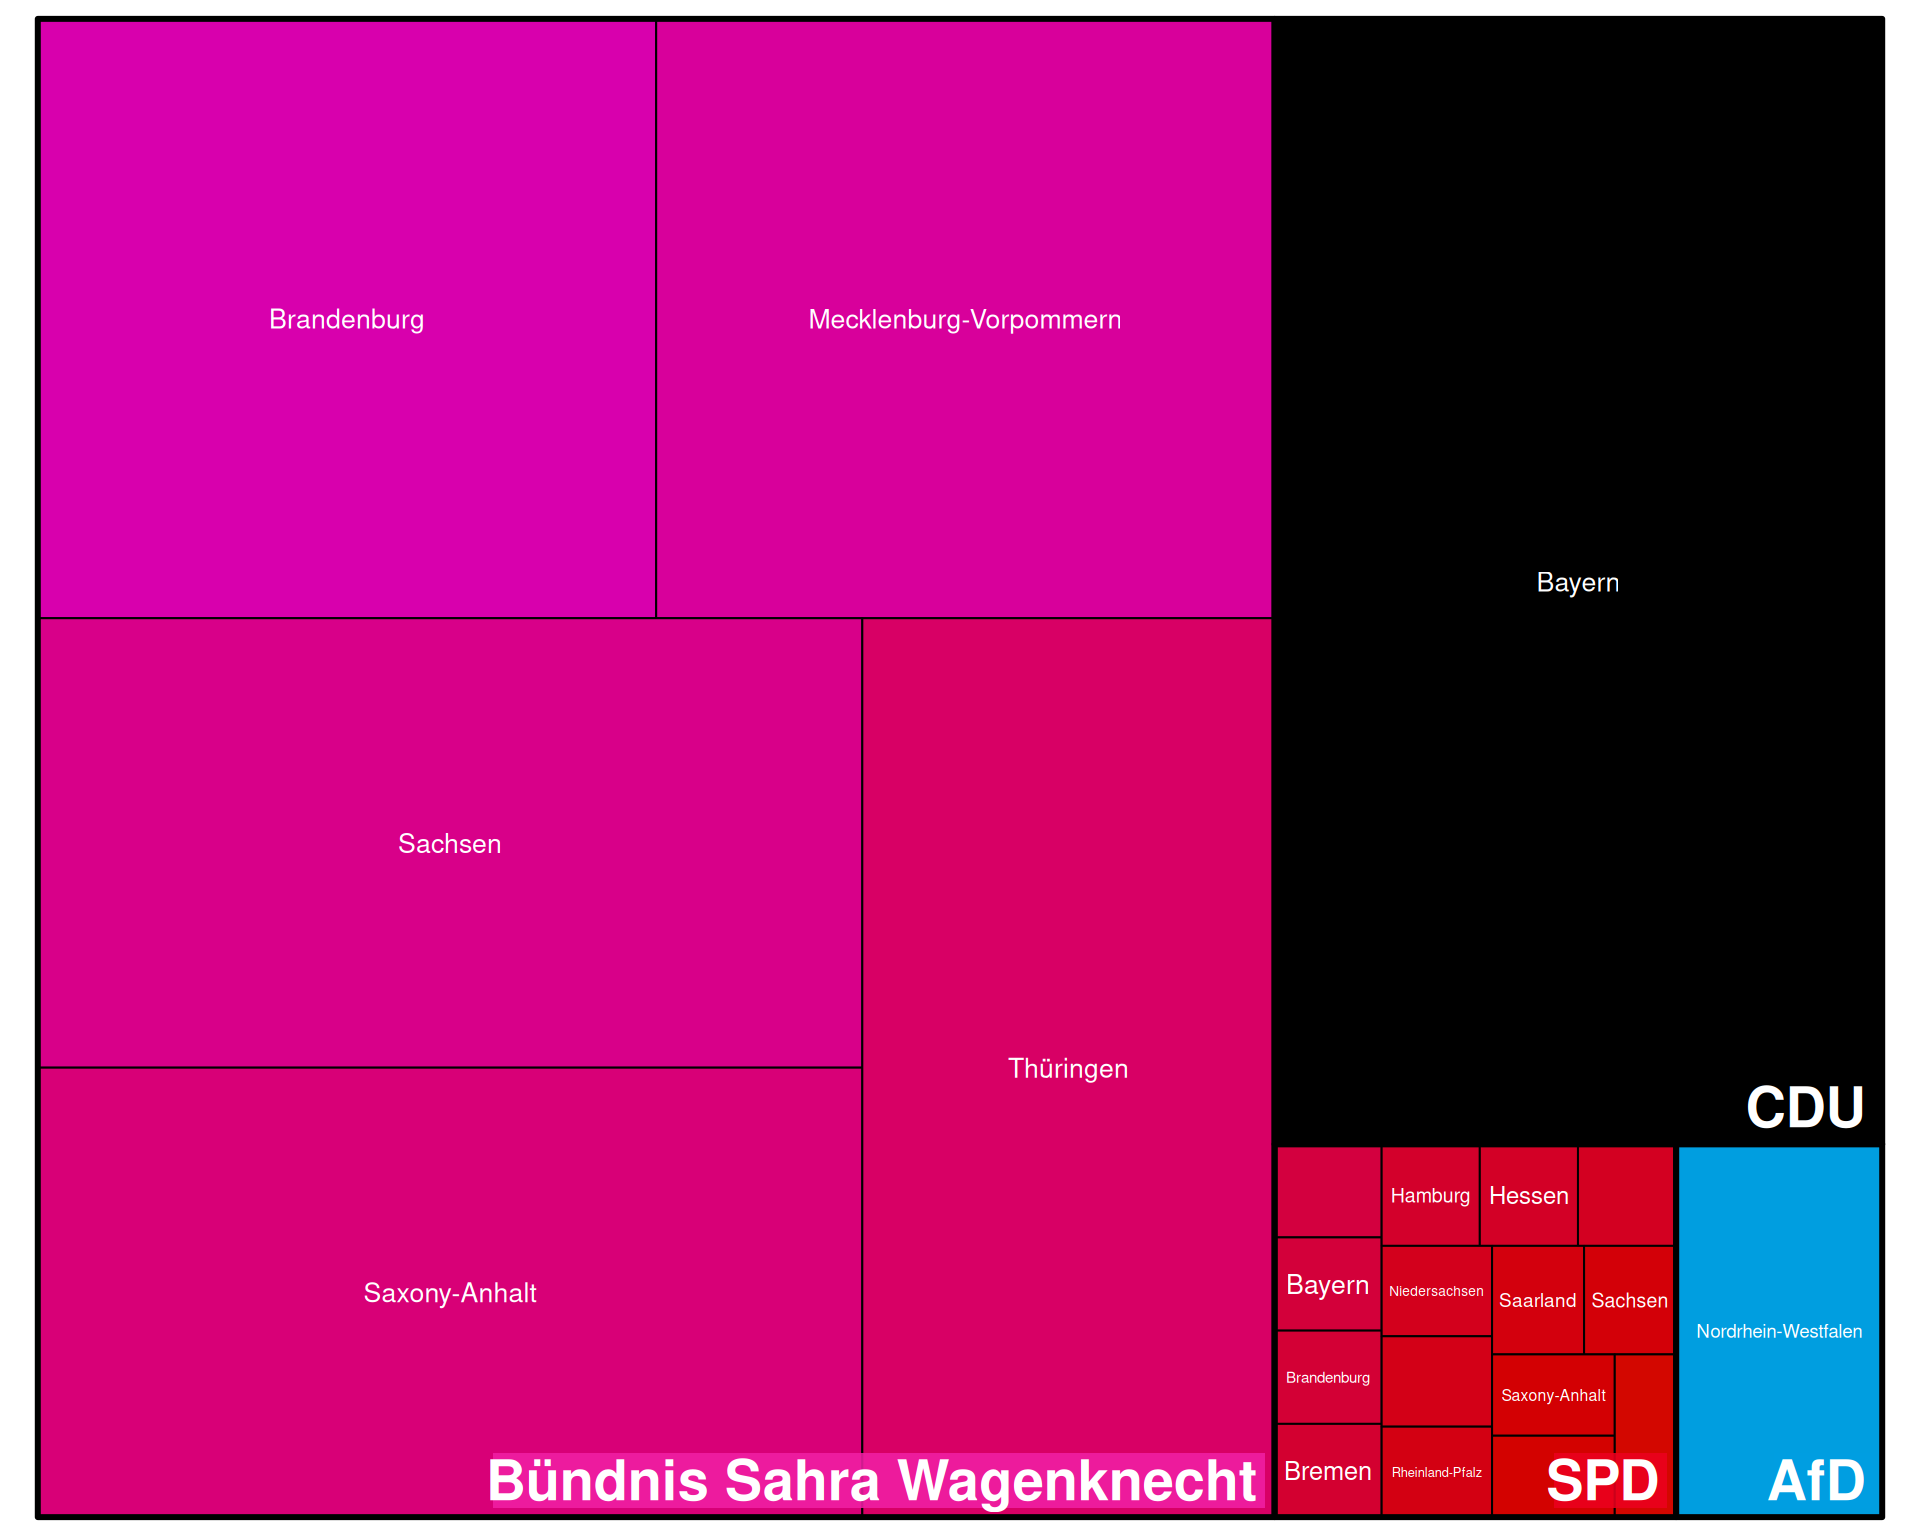 Brandenburg
Mecklenburg-Vorpommern
Sachsen
Saxony-Anhalt
Thüringen
Bündnis Sahra Wagenknecht
Bayern
CDU
Hamburg
Hessen
Bayern
Niedersachsen
Saarland
Sachsen
Brandenburg
Saxony-Anhalt
Bremen
Rheinland-Pfalz
SPD
Nordrhein-Westfalen
AfD